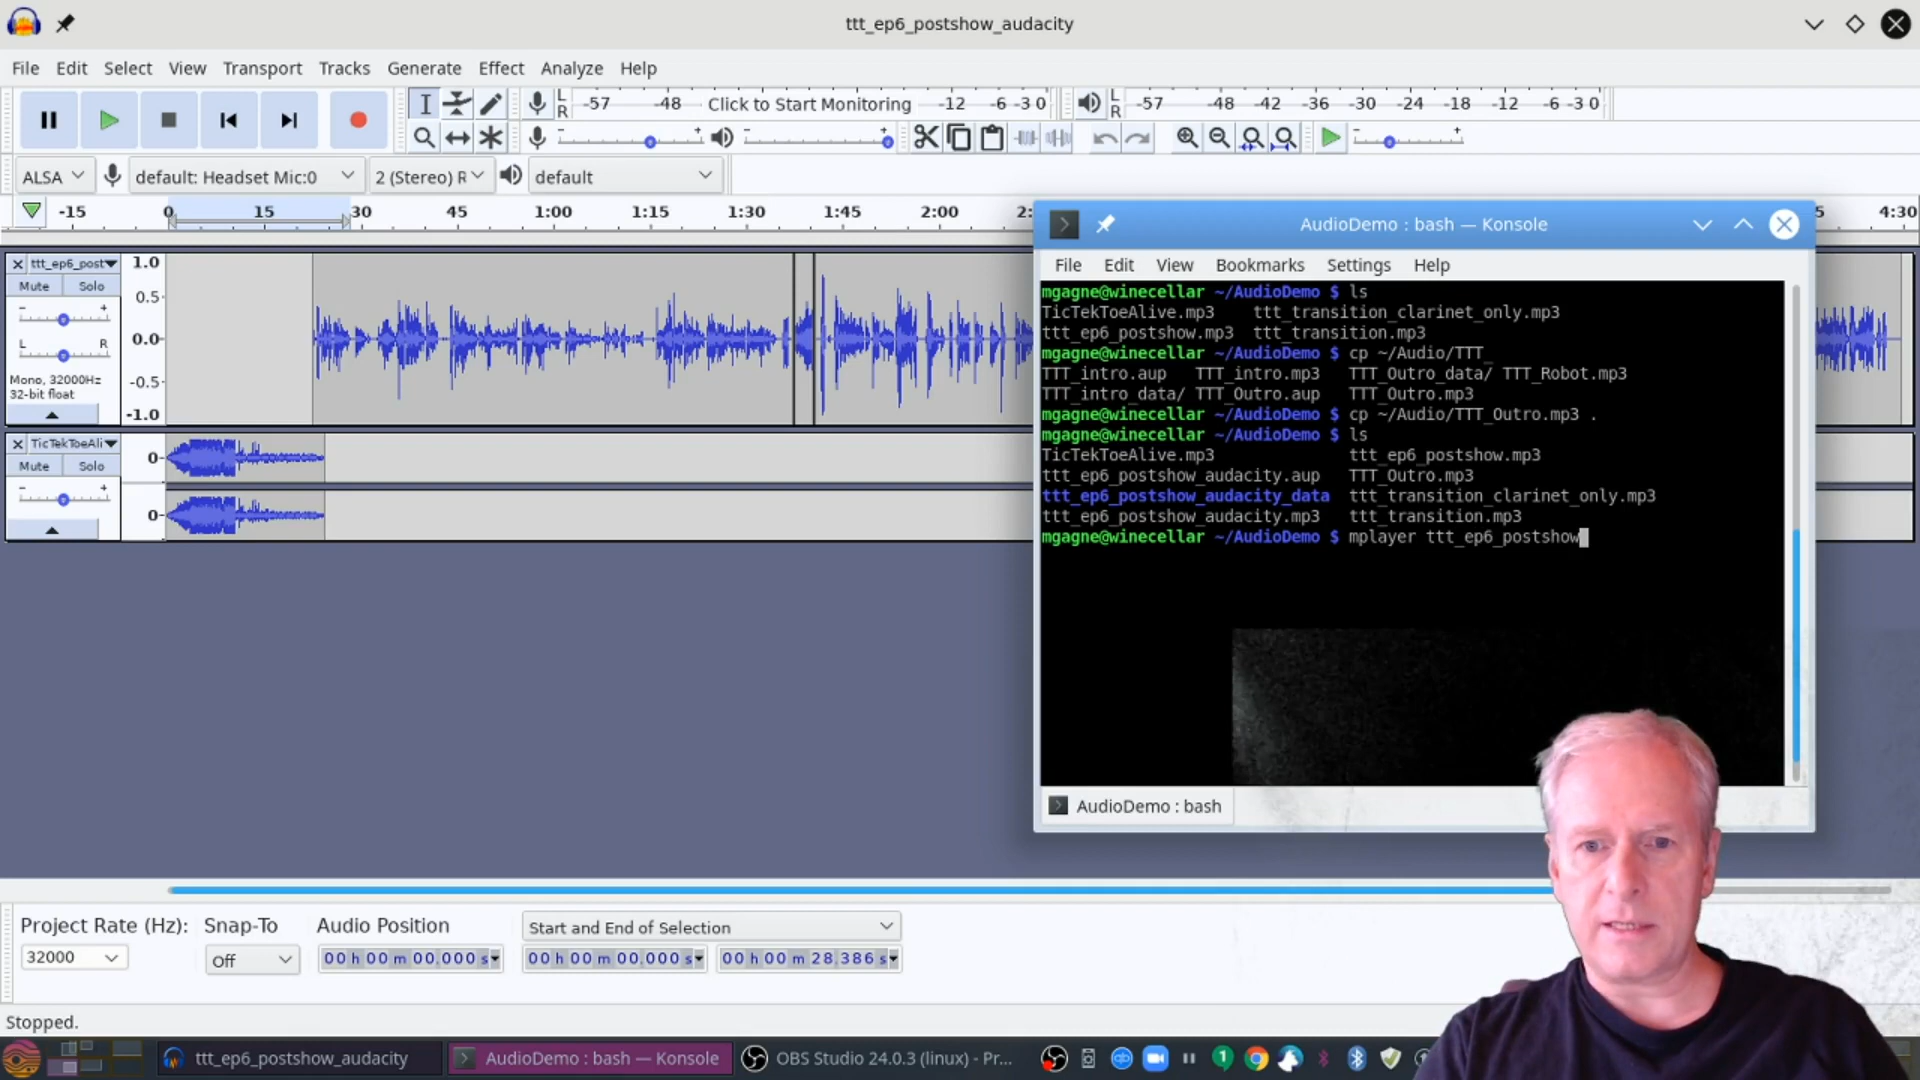 ttt_ep6_postshow_audacity
File Edit Select View Transport Tracks Generate Effect Analyze Help
L R -57 -48 Click to Start Monitoring -12 -6 -3 0 L R -57 -48 -42 -36 -30 -24 -18 -12 -6 -3 0
- + - + - +
ALSA default: Headset Mic:0 2 (Stereo) R default
-15 0 15 30 45 1:00 1:15 1:30 1:45 2:00 2: 5 4:30
ttt_ep6_post 1.0
Mute Solo
0.5
- +
L R 0.0
Mono, 32000Hz -0.5
32-bit float
-1.0
TicTekToeAli
Mute Solo 0
- +
0
AudioDemo : bash — Konsole
File Edit View Bookmarks Settings Help
mgagne@winecellar ~/AudioDemo $ ls
TicTekToeAlive.mp3 ttt_transition_clarinet_only.mp3
ttt_ep6_postshow.mp3 ttt_transition.mp3
mgagne@winecellar ~/AudioDemo $ cp ~/Audio/TTT_
TTT_intro.aup TTT_intro.mp3 TTT_Outro_data/ TTT_Robot.mp3
TTT_intro_data/ TTT_Outro.aup TTT_Outro.mp3
mgagne@winecellar ~/AudioDemo $ cp ~/Audio/TTT_Outro.mp3 .
mgagne@winecellar ~/AudioDemo $ ls
TicTekToeAlive.mp3 ttt_ep6_postshow.mp3
ttt_ep6_postshow_audacity.aup TTT_Outro.mp3
ttt_ep6_postshow_audacity_data ttt_transition_clarinet_only.mp3
ttt_ep6_postshow_audacity.mp3 ttt_transition.mp3
mgagne@winecellar ~/AudioDemo $ mplayer ttt_ep6_postshow
AudioDemo : bash
Project Rate (Hz): Snap-To Audio Position Start and End of Selection
32000 Off 00 h 00 m 00.000 s 00 h 00 m 00.000 s 00 h 00 m 28.386 s
Stopped.
ttt_ep6_postshow_audacity AudioDemo : bash — Konsole OBS Studio 24.0.3 (linux) - Pr... 1